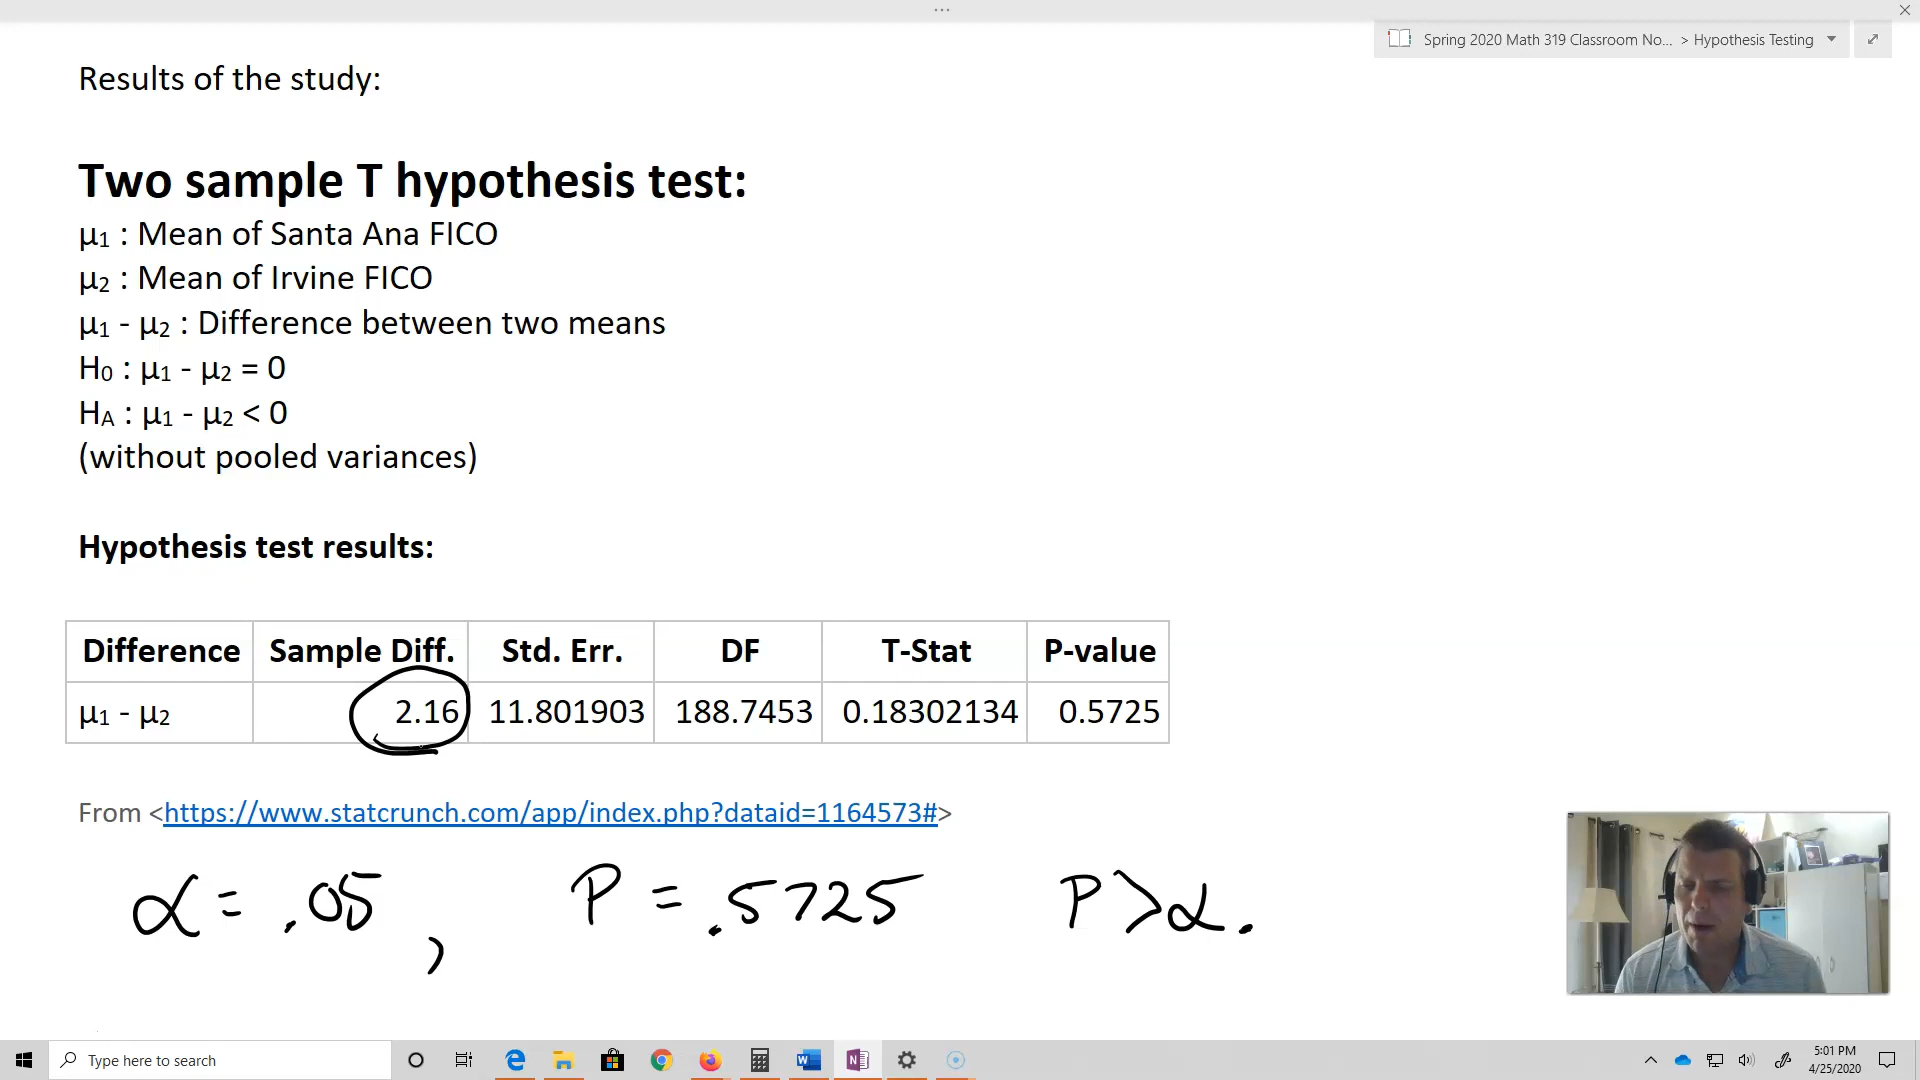 ...
Spring 2020 Math 319 Classroom No... > Hypothesis Testing
Results of the study:
Two sample T hypothesis test:
μ₁ : Mean of Santa Ana FICO
μ₂ : Mean of Irvine FICO
μ₁ - μ₂ : Difference between two means
H₀ : μ₁ - μ₂ = 0
Hᴀ : μ₁ - μ₂ < 0
(without pooled variances)
Hypothesis test results:
Difference Sample Diff. Std. Err. DF T-Stat P-value
μ₁ - μ₂ 2.16 11.801903 188.7453 0.18302134 0.5725
From <https://www.statcrunch.com/app/index.php?dataid=1164573#>
α = .05 , P = .5725 P > α.
Type here to search
5:01 PM
4/25/2020